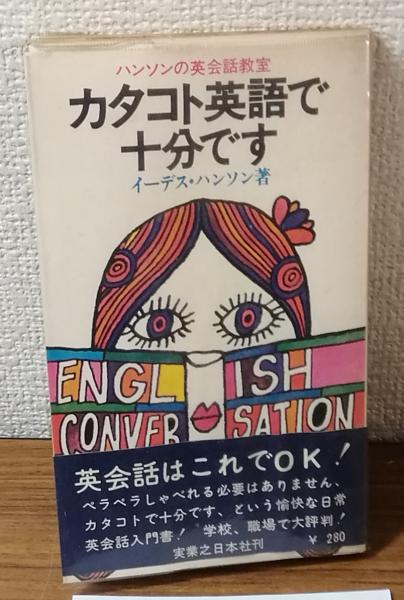 ハンソンの英会話教室
カタコト英語で
十分です
イーデス・ハンソン著
ENGL ISH
CONVER SATION
英会話はこれでOK!
ペラペラしゃべれる必要はありません、
カタコトで十分です、という愉快な日常
英会話入門書! 学校、職場で大評判!
実業之日本社刊 ¥ 280